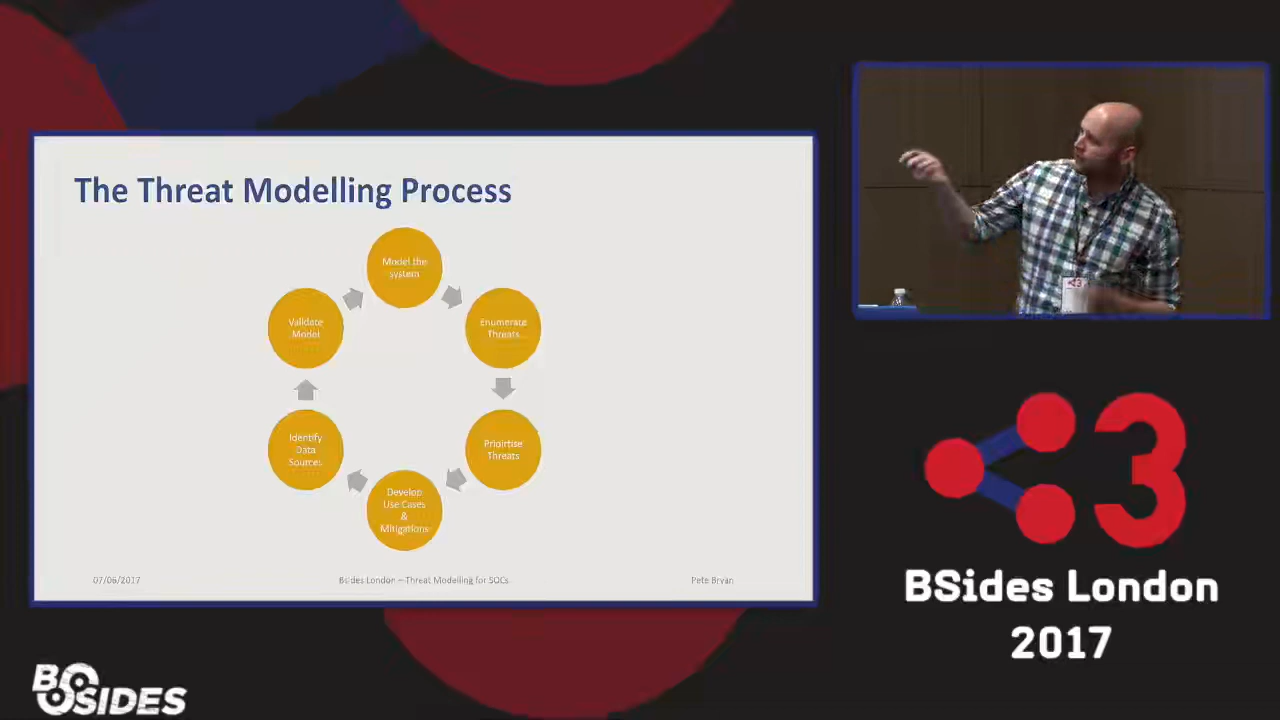 The Threat Modelling Process
Model the
system
Enumerate
Threats
Prioirtise
Threats
Develop
Use Cases
&
Mitigations
Identify
Data
Sources
Validate
Model
07/06/2017
Bsides London – Threat Modelling for SOCs
Pete Bryan
3
BSides London
2017
BSIDES